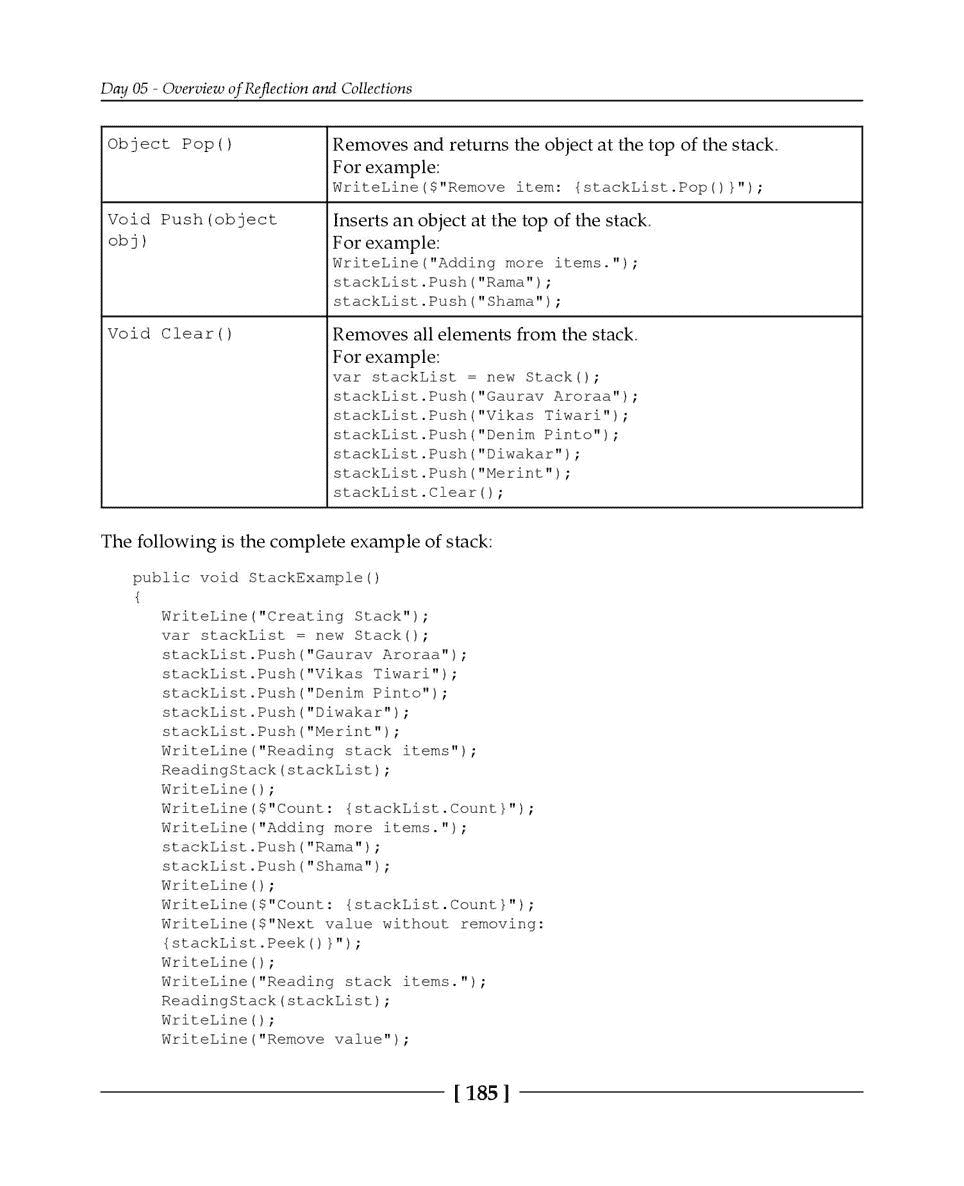 Day 05 - Overview of Reflection and Collections
Object Pop()
Removes and returns the object at the top of the stack.
For example:
WriteLine($"Remove item: {stackList.Pop()}");
Void Push(object
obj)
Inserts an object at the top of the stack.
For example:
WriteLine("Adding more items.");
stackList.Push("Rama");
stackList.Push("Shama");
Void Clear()
Removes all elements from the stack.
For example:
var stackList = new Stack();
stackList.Push("Gaurav Aroraa");
stackList.Push("Vikas Tiwari");
stackList.Push("Denim Pinto");
stackList.Push("Diwakar");
stackList.Push("Merint");
stackList.Clear();
The following is the complete example of stack:
public void StackExample()
{
WriteLine("Creating Stack");
var stackList = new Stack();
stackList.Push("Gaurav Aroraa");
stackList.Push("Vikas Tiwari");
stackList.Push("Denim Pinto");
stackList.Push("Diwakar");
stackList.Push("Merint");
WriteLine("Reading stack items");
ReadingStack(stackList);
WriteLine();
WriteLine($"Count: {stackList.Count}");
WriteLine("Adding more items.");
stackList.Push("Rama");
stackList.Push("Shama");
WriteLine();
WriteLine($"Count: {stackList.Count}");
WriteLine($"Next value without removing:
{stackList.Peek()}");
WriteLine();
WriteLine("Reading stack items.");
ReadingStack(stackList);
WriteLine();
WriteLine("Remove value");
[ 185 ]